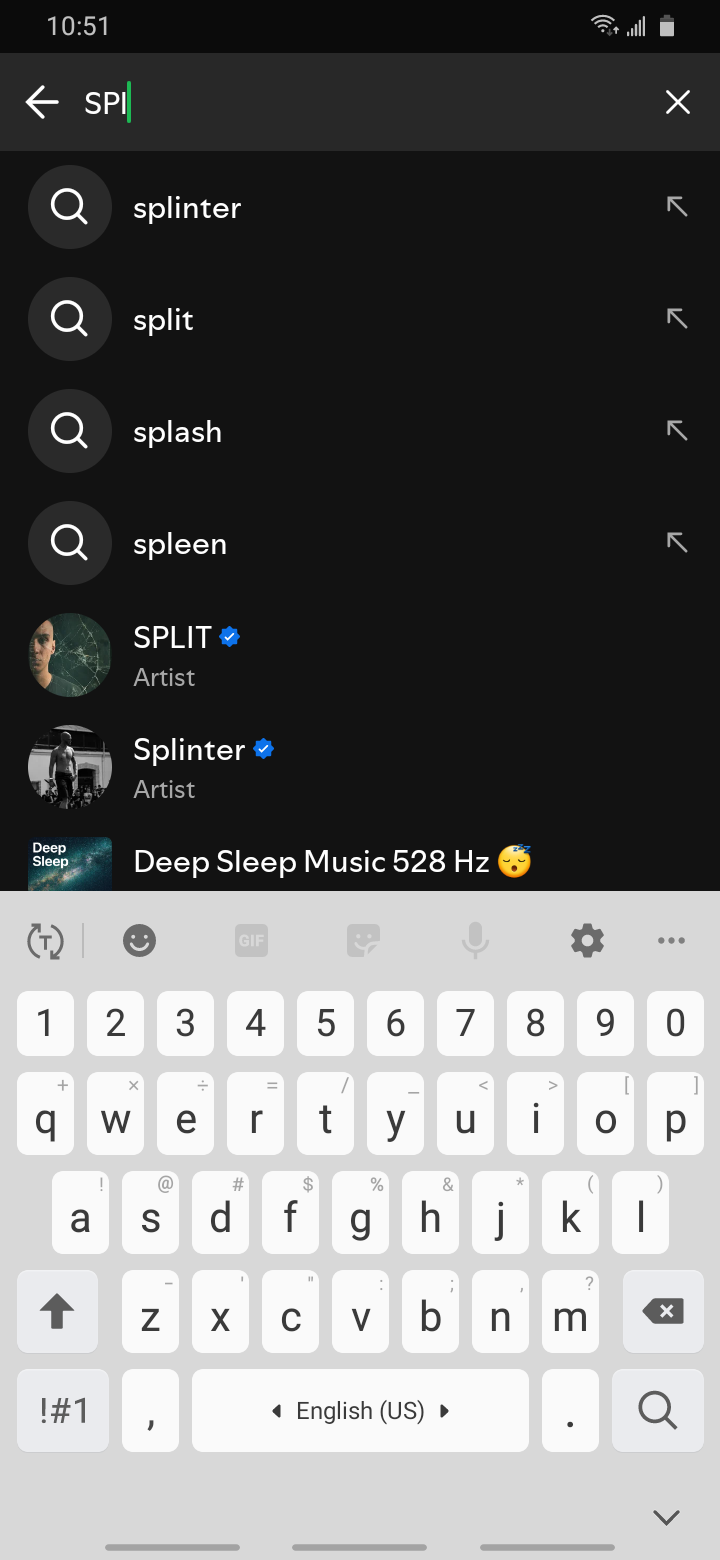 10:51
SPl
splinter
split
splash
spleen
SPLIT
Artist
Splinter
Artist
Deep Sleep
Deep Sleep Music 528 Hz 😴
T
GIF
1 2 3 4 5 6 7 8 9 0
+ × ÷ = / _ < > [ ]
q w e r t y u i o p
! @ # $ % & * ( )
a s d f g h j k l
- ' " : ; , ?
z x c v b n m
!#1 , English (US) .